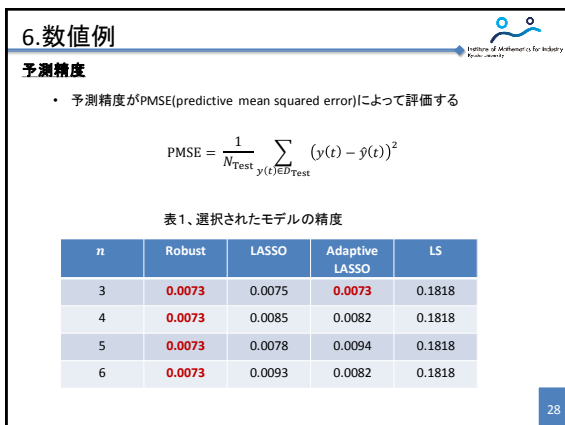 6.数値例
Institute of Mathematics for Industry
Kyushu University
予測精度
• 予測精度がPMSE(predictive mean squared error)によって評価する
PMSE = 1/N_Test ∑_{y(t)∈D_Test} (y(t) − ŷ(t))²
表1、選択されたモデルの精度
n Robust LASSO Adaptive LASSO LS
3 0.0073 0.0075 0.0073 0.1818
4 0.0073 0.0085 0.0082 0.1818
5 0.0073 0.0078 0.0094 0.1818
6 0.0073 0.0093 0.0082 0.1818
28